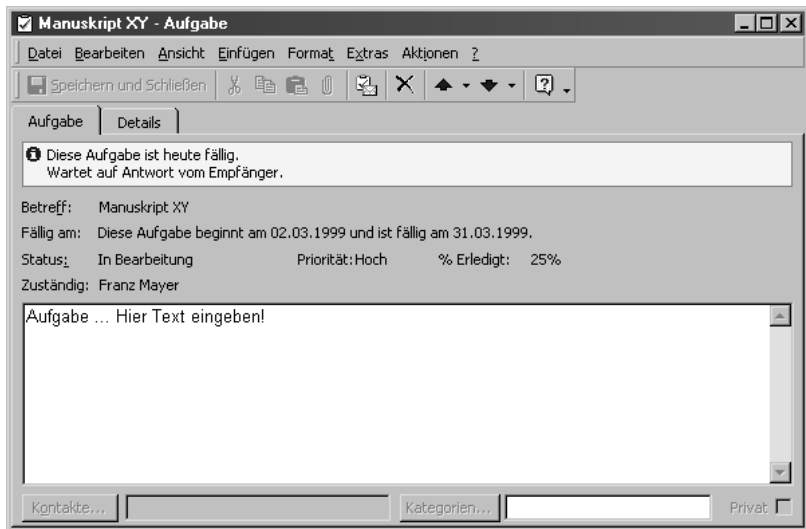 Manuskript XY - Aufgabe
Datei Bearbeiten Ansicht Einfügen Format Extras Aktionen ?
Speichern und Schließen
Aufgabe Details
Diese Aufgabe ist heute fällig.
Wartet auf Antwort vom Empfänger.
Betreff: Manuskript XY
Fällig am: Diese Aufgabe beginnt am 02.03.1999 und ist fällig am 31.03.1999.
Status: In Bearbeitung Priorität: Hoch % Erledigt: 25%
Zuständig: Franz Mayer
Aufgabe ... Hier Text eingeben!
Kontakte... Kategorien... Privat